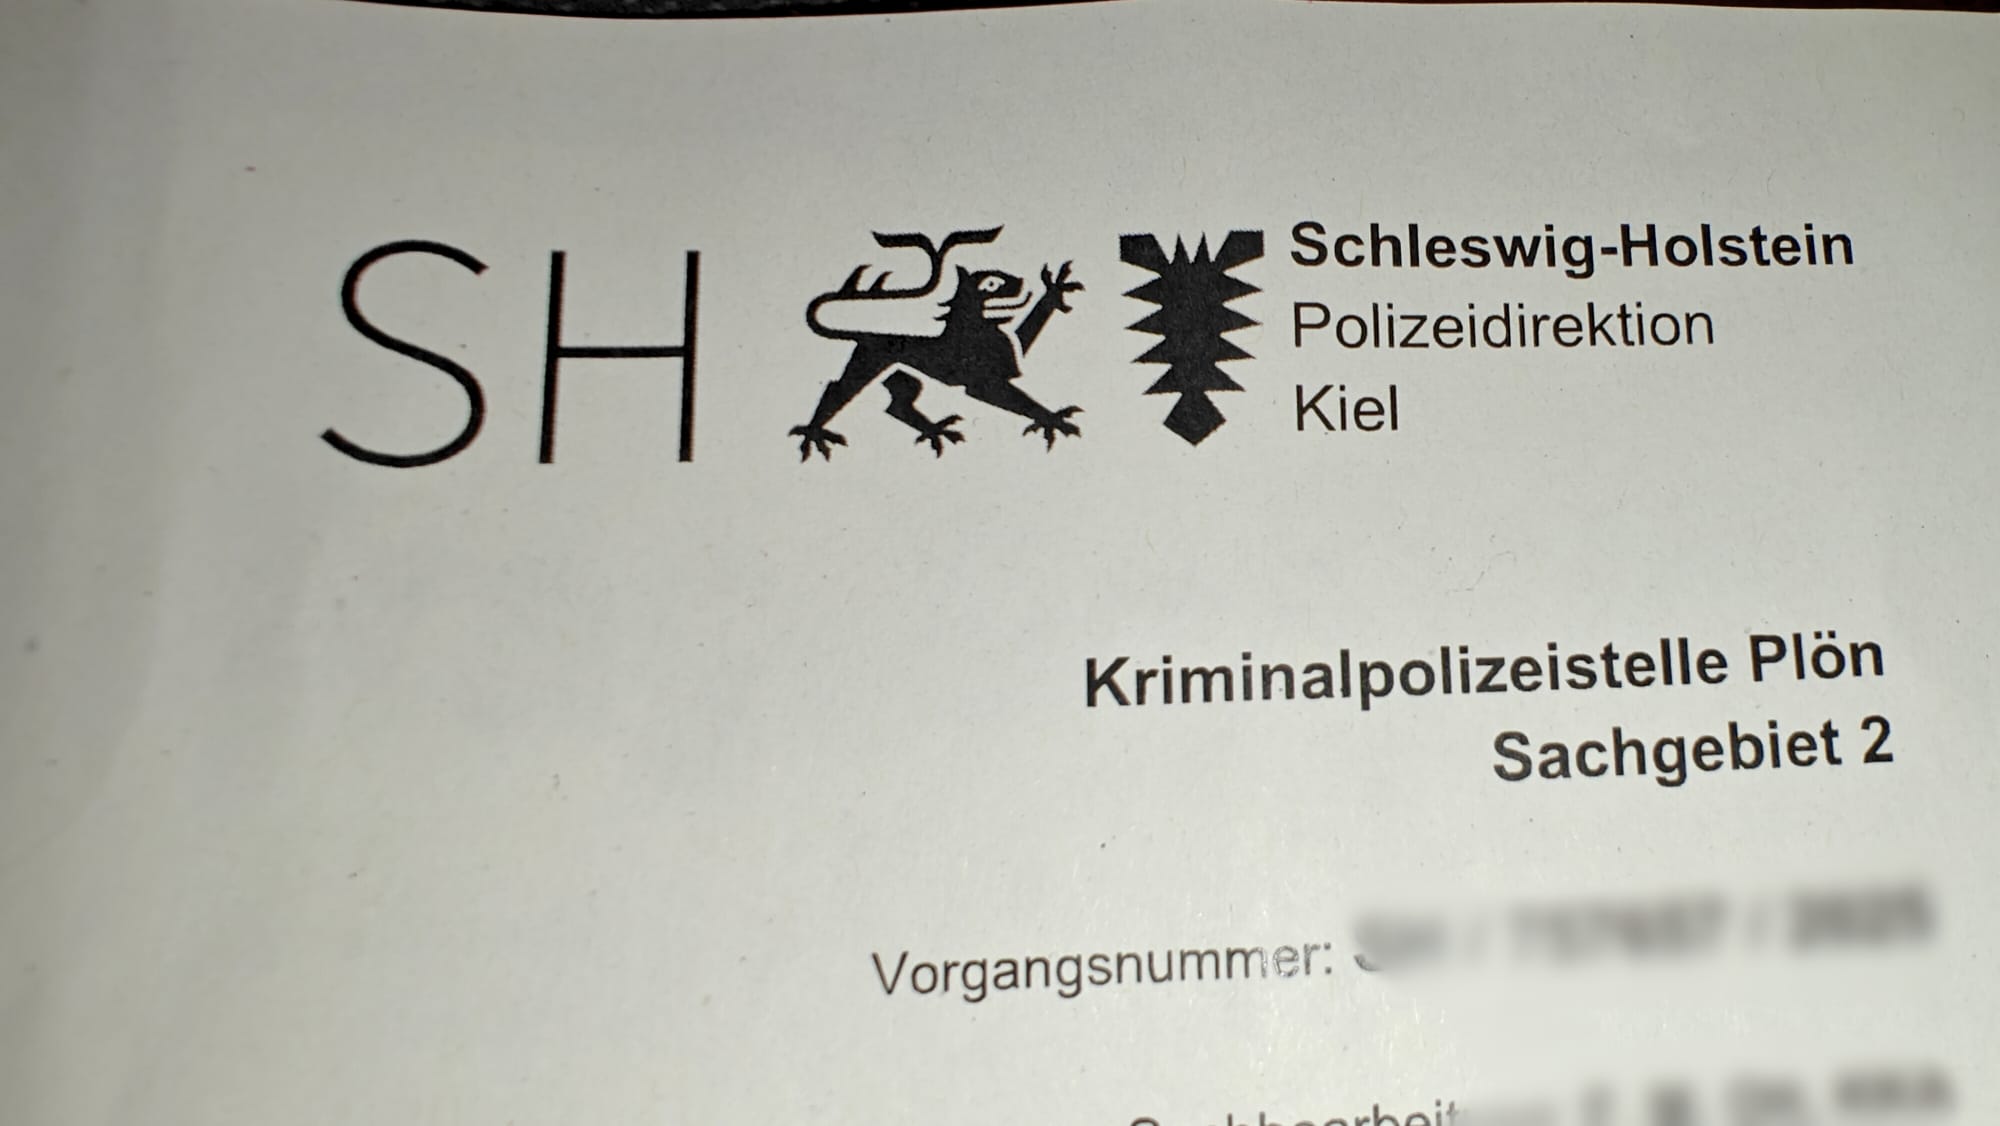 SH
Schleswig-Holstein
Polizeidirektion
Kiel
Kriminalpolizeistelle Plön
Sachgebiet 2
Vorgangsnummer: